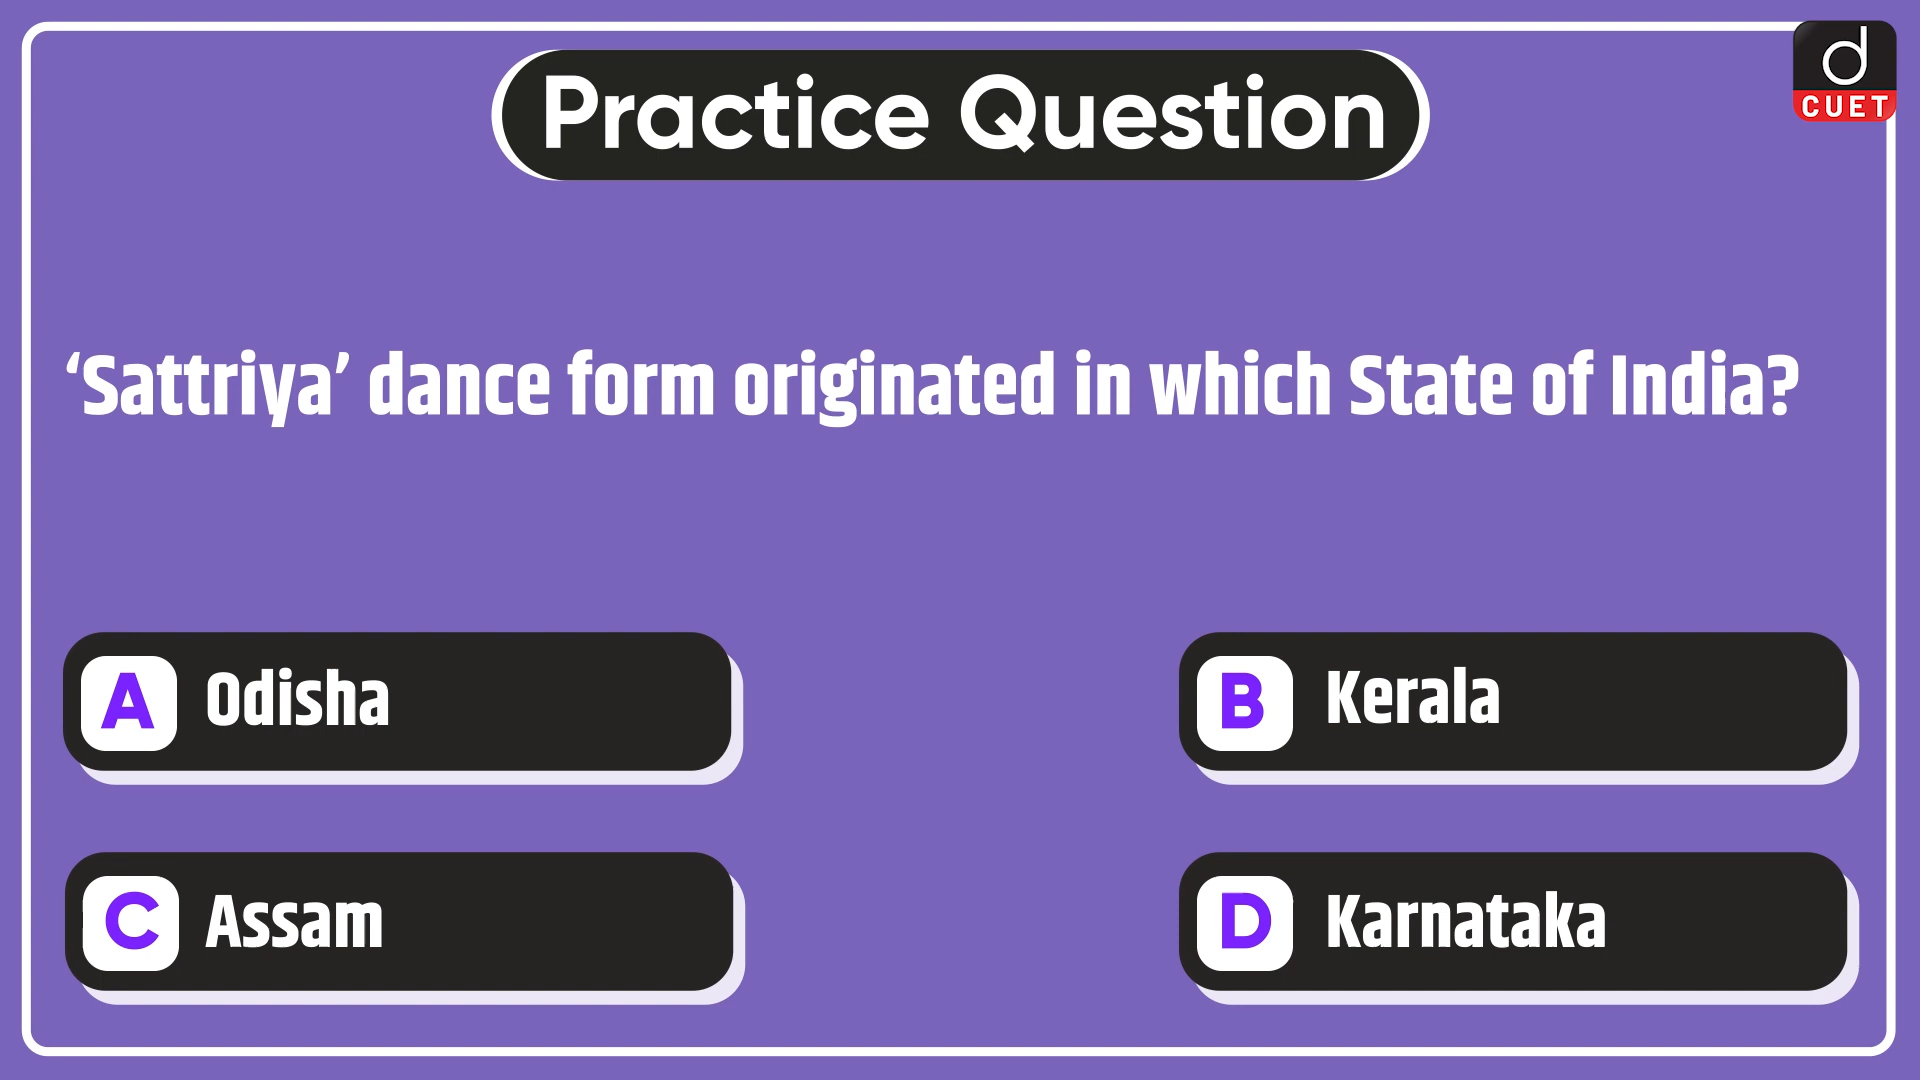 Practice Question
d
CUET
‘Sattriya’ dance form originated in which State of India?
A Odisha
B Kerala
C Assam
D Karnataka